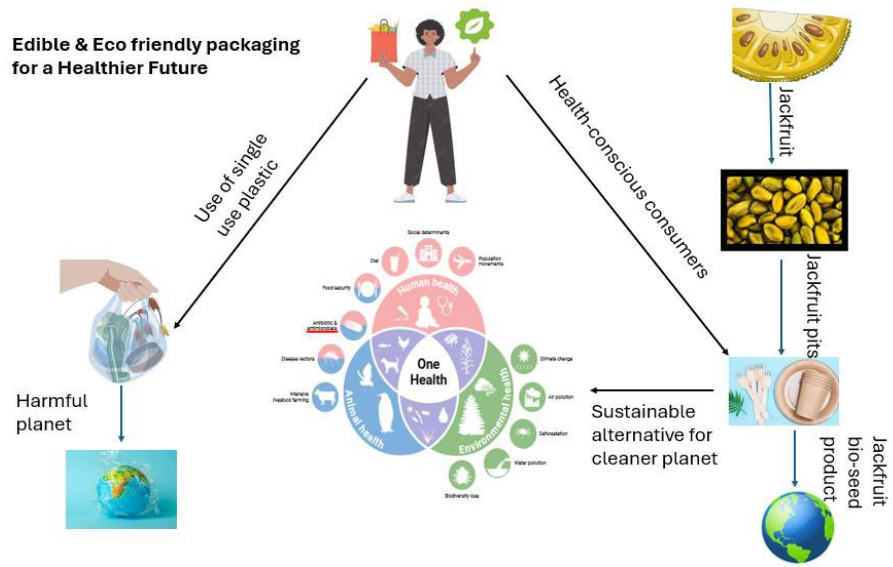 Edible & Eco friendly packaging
for a Healthier Future
Use of single
use plastic
Health-conscious consumers
Jackfruit
Jackfruit pits
Social determinants
Diet
Population
movements
Food security
Human health
Antibiotic &
antimicrobials
Disease vectors
One
Health
Climate change
Intensive
livestock farming
Animal health
Environmental health
Air pollution
Deforestation
Water pollution
Biodiversity loss
Harmful
planet
Sustainable
alternative for
cleaner planet
Jackfruit
bio-seed
product